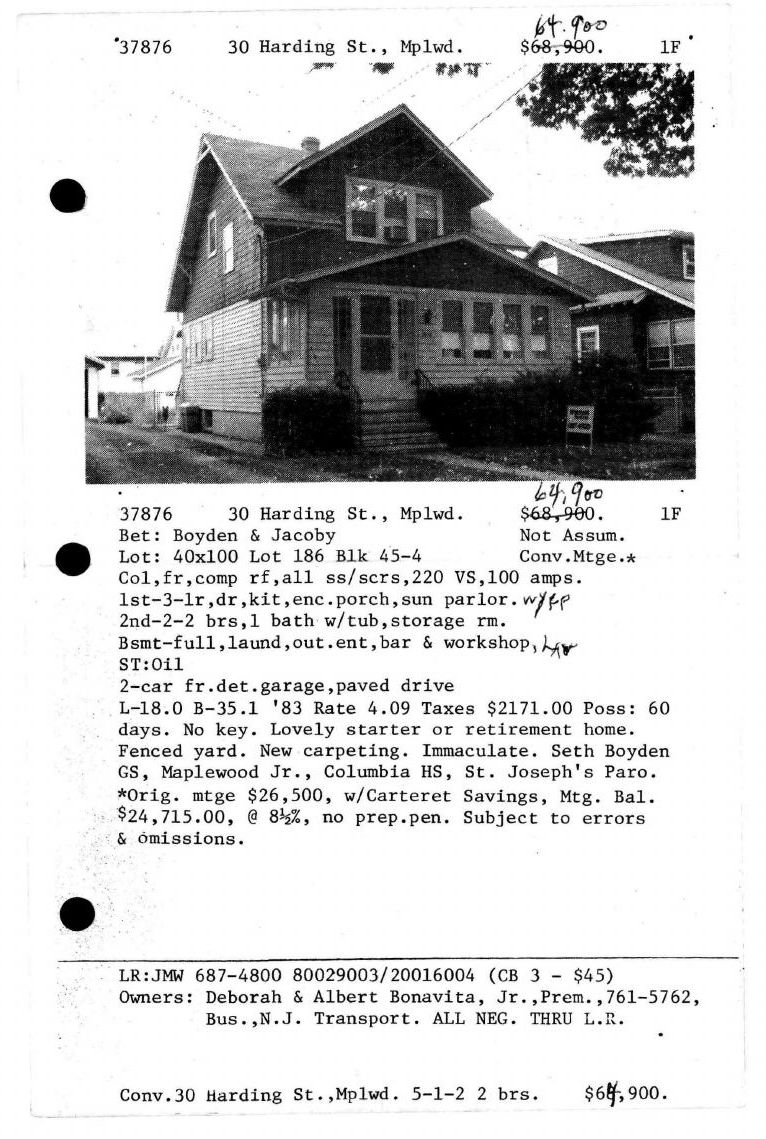 64.900
37876 30 Harding St., Mplwd. $68,900. 1F
64,900
37876 30 Harding St., Mplwd. $68,900. 1F
Bet: Boyden & Jacoby Not Assum.
Lot: 40x100 Lot 186 Blk 45-4 Conv.Mtge.*
Col,fr,comp rf,all ss/scrs,220 VS,100 amps.
1st-3-lr,dr,kit,enc.porch,sun parlor. w/FP
2nd-2-2 brs,1 bath w/tub,storage rm.
Bsmt-full,laund,out.ent,bar & workshop, Lav
ST:Oil
2-car fr.det.garage,paved drive
L-18.0 B-35.1 '83 Rate 4.09 Taxes $2171.00 Poss: 60
days. No key. Lovely starter or retirement home.
Fenced yard. New carpeting. Immaculate. Seth Boyden
GS, Maplewood Jr., Columbia HS, St. Joseph's Paro.
*Orig. mtge $26,500, w/Carteret Savings, Mtg. Bal.
$24,715.00, @ 8½%, no prep.pen. Subject to errors
& omissions.
LR:JMW 687-4800 80029003/20016004 (CB 3 - $45)
Owners: Deborah & Albert Bonavita, Jr.,Prem.,761-5762,
Bus.,N.J. Transport. ALL NEG. THRU L.R.
Conv.30 Harding St.,Mplwd. 5-1-2 2 brs. $64,900.